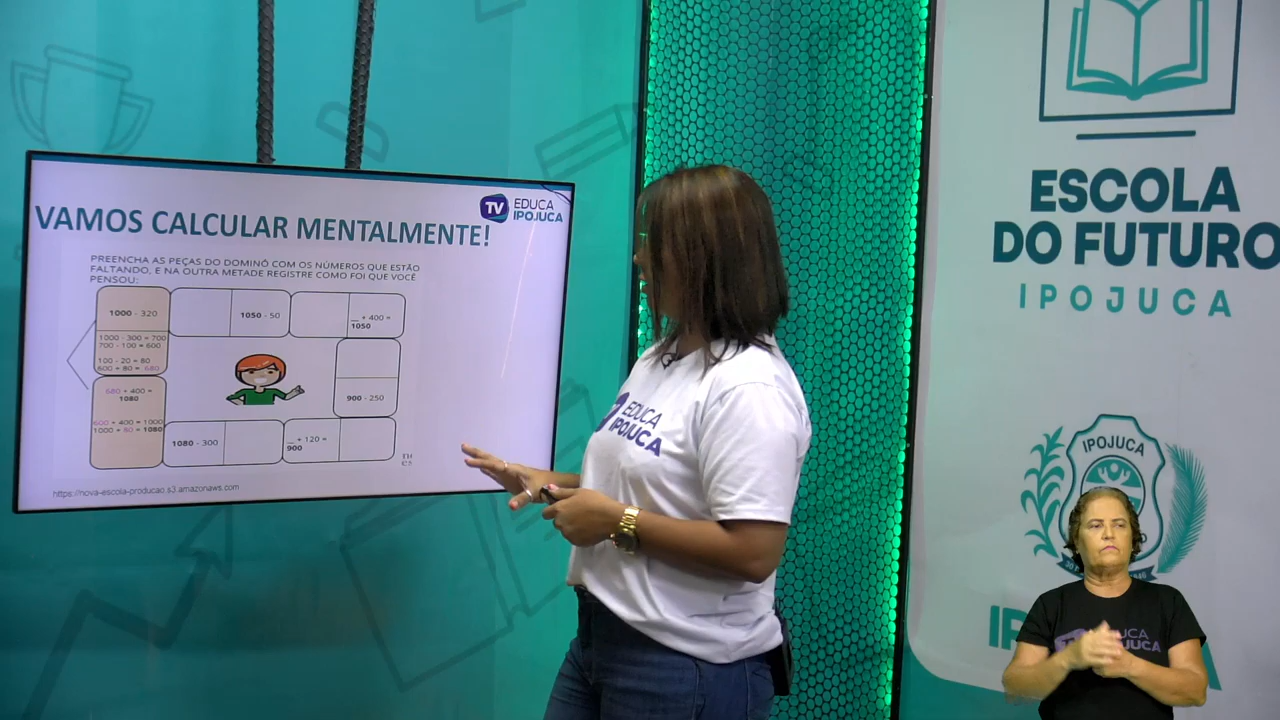 VAMOS CALCULAR MENTALMENTE!
TV EDUCA
IPOJUCA
PREENCHA AS PEÇAS DO DOMINÓ COM OS NÚMEROS QUE ESTÃO
FALTANDO, E NA OUTRA METADE REGISTRE COMO FOI QUE VOCÊ
PENSOU:
1000 - 320
1050 - 50
__ + 400 =
1050
1000 - 300 = 700
700 - 100 = 600
100 - 20 = 80
600 + 80 = 680
680 + 400 =
1080
900 - 250
600 + 400 = 1000
1000 + 80 = 1080
1080 - 300
__ + 120 =
900
https://nova-escola-producao.s3.amazonaws.com
EDUCA
IPOJUCA
ESCOLA
DO FUTURO
IPOJUCA
IPOJUCA